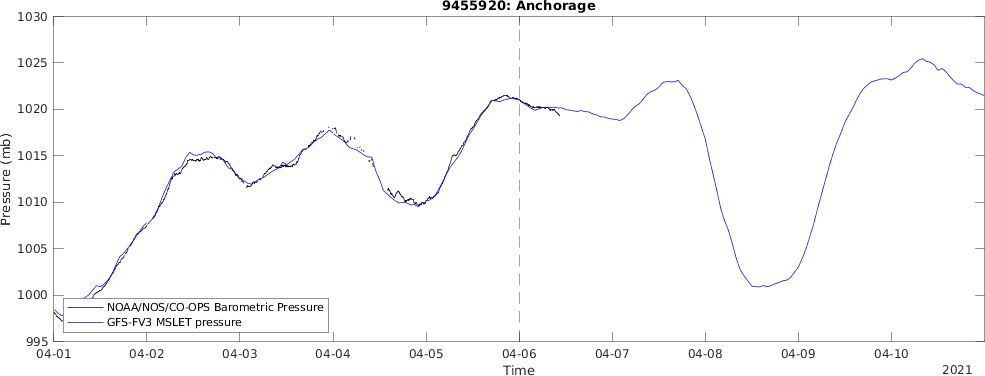 9455920: Anchorage
1030
1025
1020
1015
1010
1005
1000
995
Pressure (mb)
NOAA/NOS/CO-OPS Barometric Pressure
GFS-FV3 MSLET pressure
04-01 04-02 04-03 04-04 04-05 04-06 04-07 04-08 04-09 04-10
Time
2021